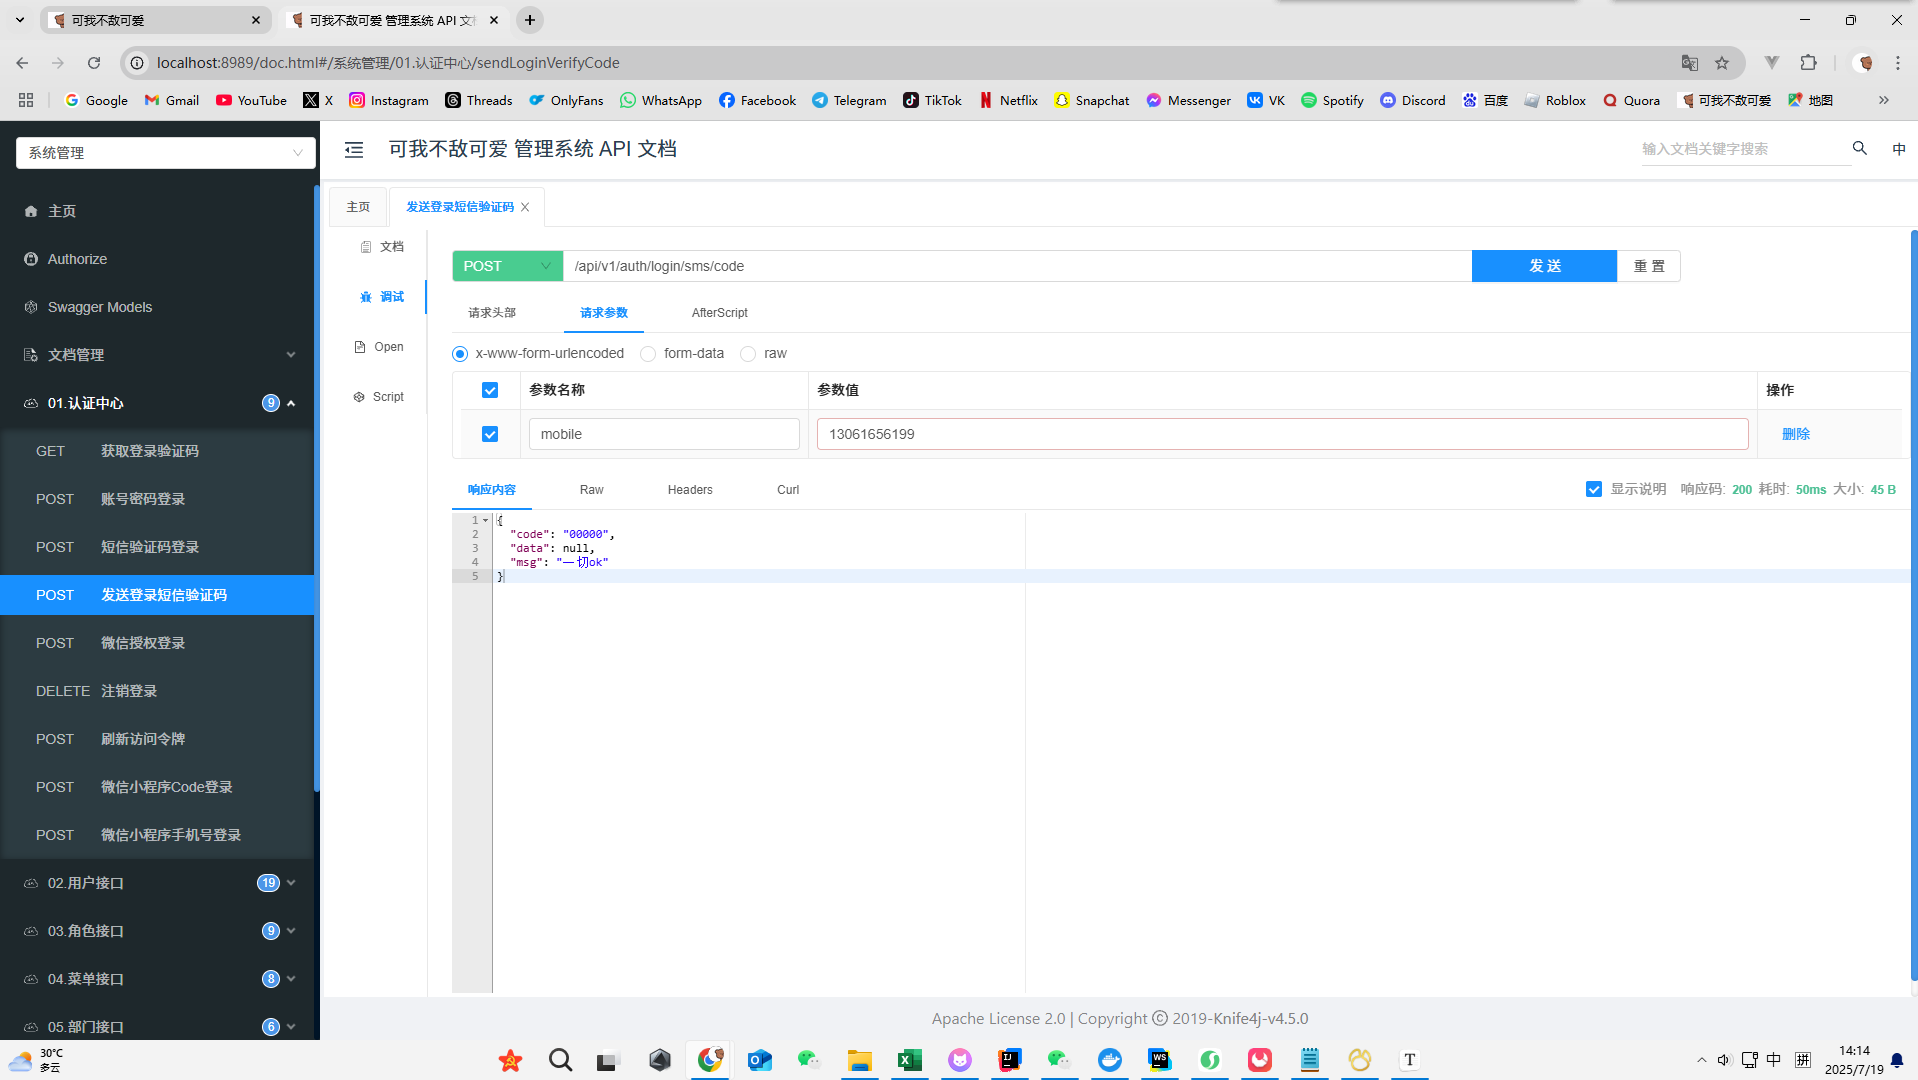 可我不敌可爱
可我不敌可爱 管理系统 API 文
localhost:8989/doc.html#/系统管理/01.认证中心/sendLoginVerifyCode
Google
Gmail
YouTube
X
Instagram
Threads
OnlyFans
WhatsApp
Facebook
Telegram
TikTok
Netflix
Snapchat
Messenger
VK
Spotify
Discord
百度
Roblox
Quora
可我不敌可爱
地图
系统管理
可我不敌可爱 管理系统 API 文档
输入文档关键字搜索
中
主页
Authorize
Swagger Models
文档管理
01.认证中心 9
GET 获取登录验证码
POST 账号密码登录
POST 短信验证码登录
POST 发送登录短信验证码
POST 微信授权登录
DELETE 注销登录
POST 刷新访问令牌
POST 微信小程序Code登录
POST 微信小程序手机号登录
02.用户接口 19
03.角色接口 9
04.菜单接口 8
05.部门接口 6
主页
发送登录短信验证码
文档
调试
Open
Script
POST
/api/v1/auth/login/sms/code
发 送
重 置
请求头部
请求参数
AfterScript
x-www-form-urlencoded
form-data
raw
参数名称
参数值
操作
mobile
13061656199
删除
响应内容
Raw
Headers
Curl
显示说明
响应码: 200 耗时: 50ms 大小: 45 B
1 {
2 "code": "00000",
3 "data": null,
4 "msg": "一切ok"
5 }
Apache License 2.0 | Copyright © 2019-Knife4j-v4.5.0
30°C
多云
IJ
WS
T
中
拼
14:14
2025/7/19